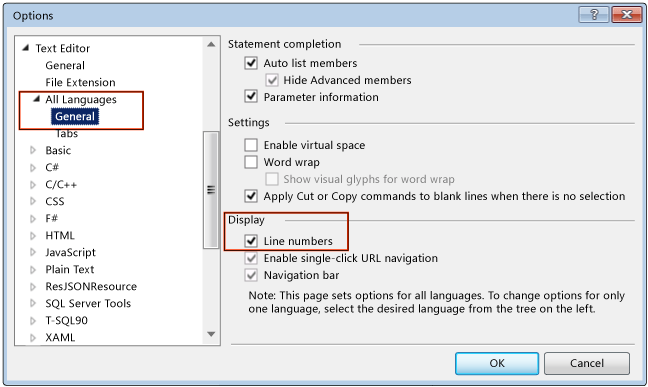 Options
Text Editor
General
File Extension
All Languages
General
Tabs
Basic
C#
C/C++
CSS
F#
HTML
JavaScript
Plain Text
ResJSONResource
SQL Server Tools
T-SQL90
XAML
Statement completion
Auto list members
Hide Advanced members
Parameter information
Settings
Enable virtual space
Word wrap
Show visual glyphs for word wrap
Apply Cut or Copy commands to blank lines when there is no selection
Display
Line numbers
Enable single-click URL navigation
Navigation bar
Note: This page sets options for all languages. To change options for only
one language, select the desired language from the tree on the left.
OK
Cancel